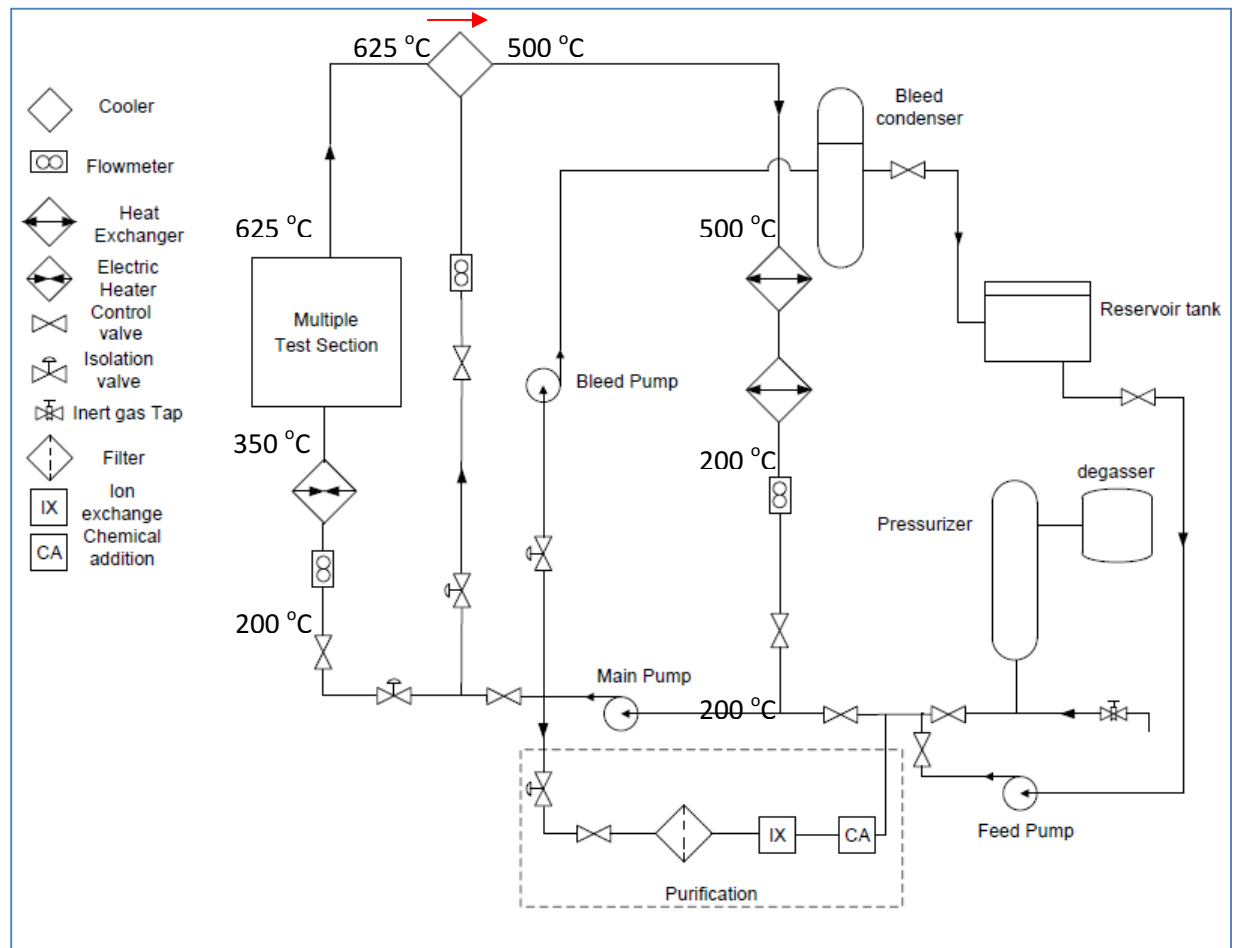 625 °C
500 °C
Cooler
Flowmeter
Heat
Exchanger
Electric
Heater
Control
valve
Isolation
valve
Inert gas Tap
Filter
IX
Ion
exchange
CA
Chemical
addition
625 °C
Multiple
Test Section
350 °C
200 °C
Bleed
condenser
500 °C
Reservoir tank
Bleed Pump
200 °C
degasser
Pressurizer
Main Pump
200 °C
Feed Pump
IX
CA
Purification